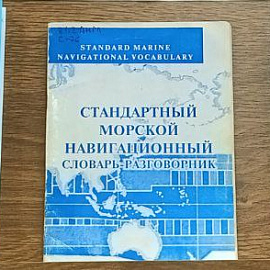 STANDARD MARINE
NAVIGATIONAL VOCABULARY
СТАНДАРТНЫЙ
МОРСКОЙ
НАВИГАЦИОННЫЙ
СЛОВАРЬ-РАЗГОВОРНИК